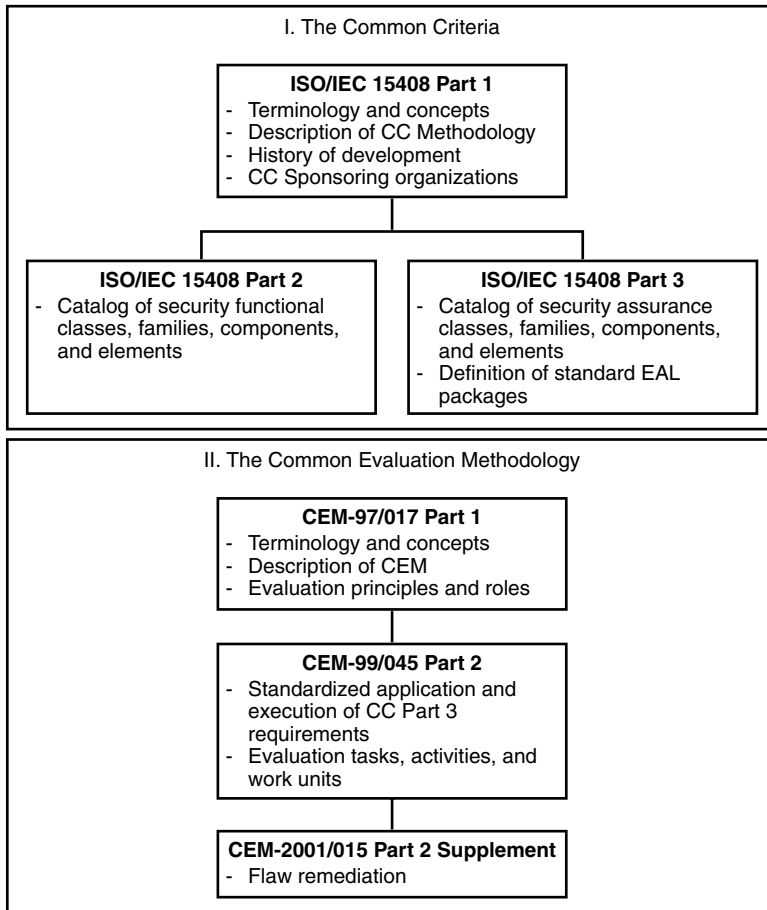 I. The Common Criteria
ISO/IEC 15408 Part 1
- Terminology and concepts
- Description of CC Methodology
- History of development
- CC Sponsoring organizations
ISO/IEC 15408 Part 2
- Catalog of security functional
classes, families, components,
and elements
ISO/IEC 15408 Part 3
- Catalog of security assurance
classes, families, components,
and elements
- Definition of standard EAL
packages
II. The Common Evaluation Methodology
CEM-97/017 Part 1
- Terminology and concepts
- Description of CEM
- Evaluation principles and roles
CEM-99/045 Part 2
- Standardized application and
execution of CC Part 3
requirements
- Evaluation tasks, activities, and
work units
CEM-2001/015 Part 2 Supplement
- Flaw remediation